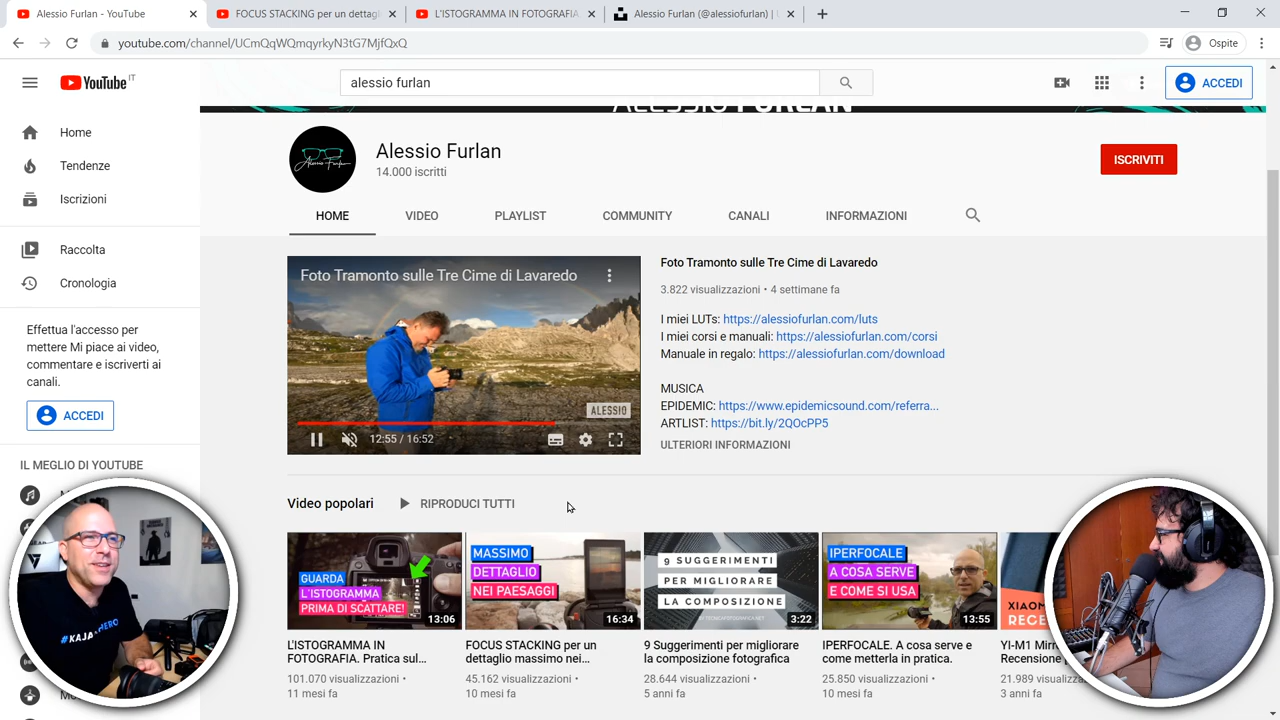 Alessio Furlan - YouTube
FOCUS STACKING per un dettagl
L'ISTOGRAMMA IN FOTOGRAFIA.
Alessio Furlan (@alessiofurlan) | U
youtube.com/channel/UCmQqWQmqyrkyN3tG7MjfQxQ
Ospite
YouTube IT
alessio furlan
ACCEDI
ALESSIO FURLAN
Home
Tendenze
Iscrizioni
Raccolta
Cronologia
Effettua l'accesso per
mettere Mi piace ai video,
commentare e iscriverti ai
canali.
ACCEDI
IL MEGLIO DI YOUTUBE
Alessio Furlan
Alessio Furlan
14.000 iscritti
ISCRIVITI
HOME
VIDEO
PLAYLIST
COMMUNITY
CANALI
INFORMAZIONI
Foto Tramonto sulle Tre Cime di Lavaredo
ALESSIO
12:55 / 16:52
Foto Tramonto sulle Tre Cime di Lavaredo
3.822 visualizzazioni • 4 settimane fa
I miei LUTs: https://alessiofurlan.com/luts
I miei corsi e manuali: https://alessiofurlan.com/corsi
Manuale in regalo: https://alessiofurlan.com/download
MUSICA
EPIDEMIC: https://www.epidemicsound.com/referra...
ARTLIST: https://bit.ly/2QOcPP5
ULTERIORI INFORMAZIONI
Video popolari
RIPRODUCI TUTTI
GUARDA
L'ISTOGRAMMA
PRIMA DI SCATTARE!
13:06
L'ISTOGRAMMA IN
FOTOGRAFIA. Pratica sul...
101.070 visualizzazioni •
11 mesi fa
MASSIMO
DETTAGLIO
NEI PAESAGGI
16:34
FOCUS STACKING per un
dettaglio massimo nei...
45.162 visualizzazioni •
10 mesi fa
9 SUGGERIMENTI
PER MIGLIORARE
LA COMPOSIZIONE
3:22
9 Suggerimenti per migliorare
la composizione fotografica
28.644 visualizzazioni •
5 anni fa
IPERFOCALE
A COSA SERVE
E COME SI USA
13:55
IPERFOCALE. A cosa serve e
come metterla in pratica.
25.850 visualizzazioni •
10 mesi fa
XIAOM
RECE
YI-M1 Mirr
Recensione
21.989 visualizza
3 anni fa
#KAJABIHERO